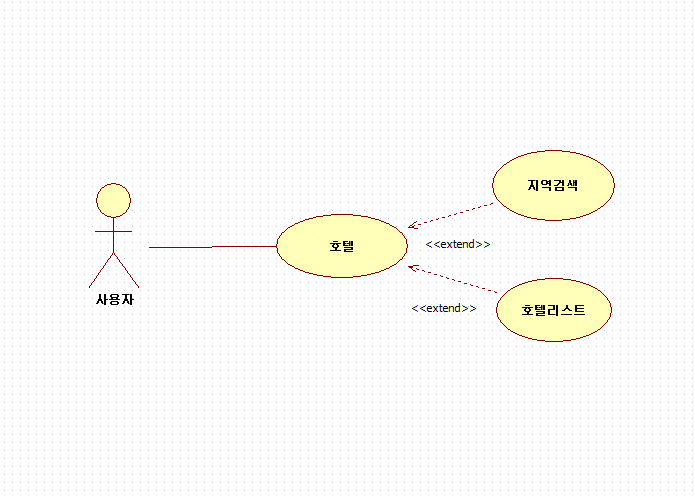 지역검색
<<extend>>
호텔
사용자
<<extend>>
호텔리스트